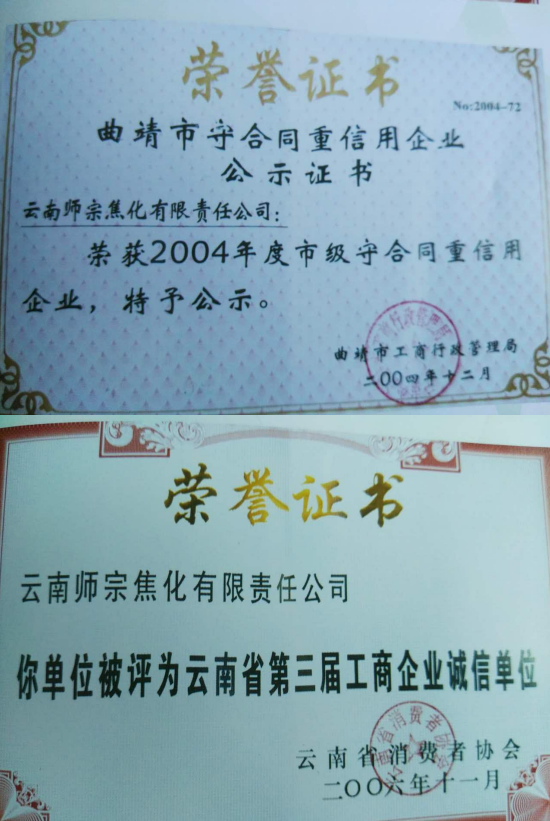 荣誉证书
No:2004-72
曲靖市守合同重信用企业
公示证书
云南师宗焦化有限责任公司：
荣获2004年度市级守合同重信用
企业，特予公示。
曲靖市工商行政管理局
二〇〇四年十二月
荣誉证书
云南师宗焦化有限责任公司
你单位被评为云南省第三届工商企业诚信单位
云南省消费者协会
二〇〇六年十一月